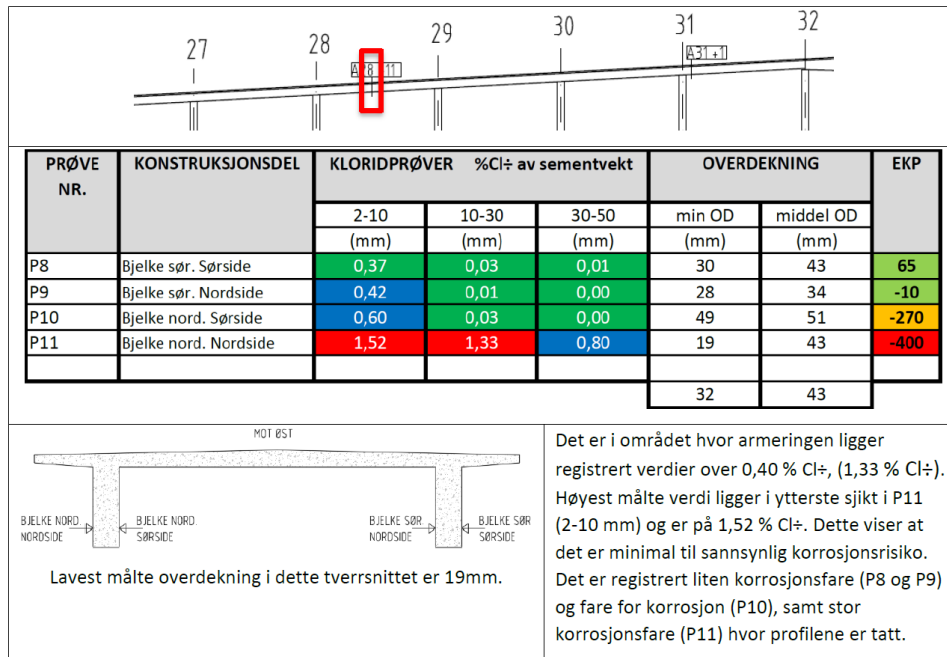 27 28 29 30 31 32
A31 +1
PRØVE NR. KONSTRUKSJONSDEL KLORIDPRØVER %Cl÷ av sementvekt OVERDEKNING EKP
2-10 10-30 30-50 min OD middel OD
(mm) (mm) (mm) (mm) (mm)
P8 Bjelke sør. Sørside 0,37 0,03 0,01 30 43 65
P9 Bjelke sør. Nordside 0,42 0,01 0,00 28 34 -10
P10 Bjelke nord. Sørside 0,60 0,03 0,00 49 51 -270
P11 Bjelke nord. Nordside 1,52 1,33 0,80 19 43 -400
32 43
MOT ØST
BJELKE NORD. NORDSIDE
BJELKE NORD. SØRSIDE
BJELKE SØR NORDSIDE
BJELKE SØR SØRSIDE
Lavest målte overdekning i dette tverrsnittet er 19mm.
Det er i området hvor armeringen ligger
registrert verdier over 0,40 % Cl÷, (1,33 % Cl÷).
Høyest målte verdi ligger i ytterste sjikt i P11
(2-10 mm) og er på 1,52 % Cl÷. Dette viser at
det er minimal til sannsynlig korrosjonsrisiko.
Det er registrert liten korrosjonsfare (P8 og P9)
og fare for korrosjon (P10), samt stor
korrosjonsfare (P11) hvor profilene er tatt.